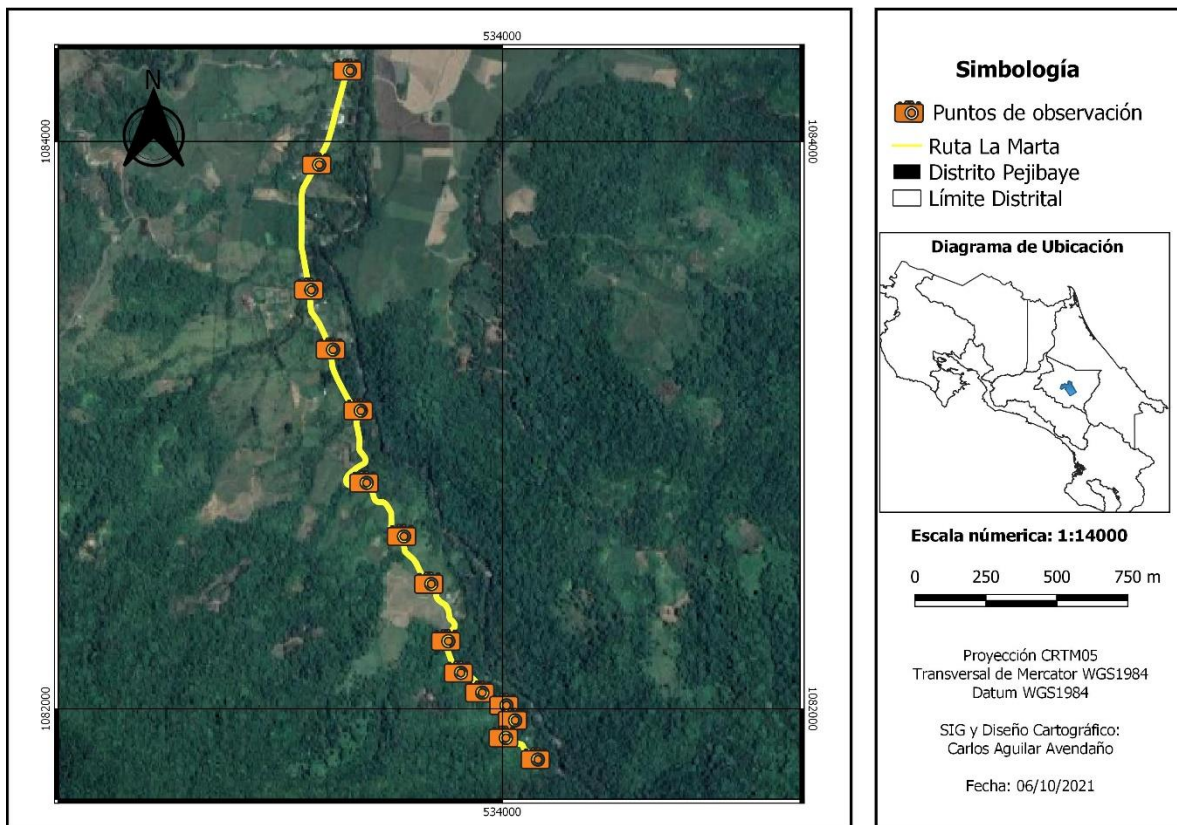 534000
N
1084000
1084000
1082000
1082000
534000
Simbología
Puntos de observación
Ruta La Marta
Distrito Pejibaye
Límite Distrital
Diagrama de Ubicación
Escala númerica: 1:14000
0 250 500 750 m
Proyección CRTM05
Transversal de Mercator WGS1984
Datum WGS1984
SIG y Diseño Cartográfico:
Carlos Aguilar Avendaño
Fecha: 06/10/2021